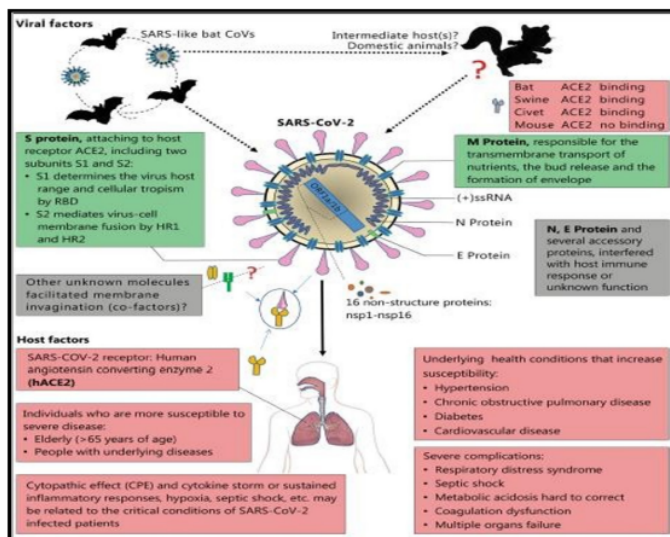 Viral factors
SARS-like bat CoVs
Intermediate host(s)?
Domestic animals?
?
Bat ACE2 binding
Swine ACE2 binding
Civet ACE2 binding
Mouse ACE2 no binding
SARS-CoV-2
S protein, attaching to host
receptor ACE2, including two
subunits S1 and S2:
• S1 determines the virus host
range and cellular tropism by
RBD
• S2 mediates virus-cell
membrane fusion by HR1 and
HR2
M Protein, responsible for the
transmembrane transport of
nutrients, the bud release and the
formation of envelope
ORF1a/1b
(+)ssRNA
N Protein
E Protein
N, E Protein and
several accessory
proteins, interfered
with host immune
response or
unknown function
Other unknown molecules
facilitated membrane
invagination (co-factors)?
?
16 non-structure proteins:
nsp1-nsp16
Host factors
SARS-COV-2 receptor: Human
angiotensin converting enzyme 2
(hACE2)
Individuals who are more susceptible to
severe disease:
• Elderly (>65 years of age)
• People with underlying diseases
Cytopathic effect (CPE) and cytokine storm or sustained
inflammatory responses, hypoxia, septic shock, etc. may
be related to the critical conditions of SARS-CoV-2
infected patients
Underlying health conditions that increase
susceptibility:
• Hypertension
• Chronic obstructive pulmonary disease
• Diabetes
• Cardiovascular disease
Severe complications:
• Respiratory distress syndrome
• Septic shock
• Metabolic acidosis hard to correct
• Coagulation dysfunction
• Multiple organs failure